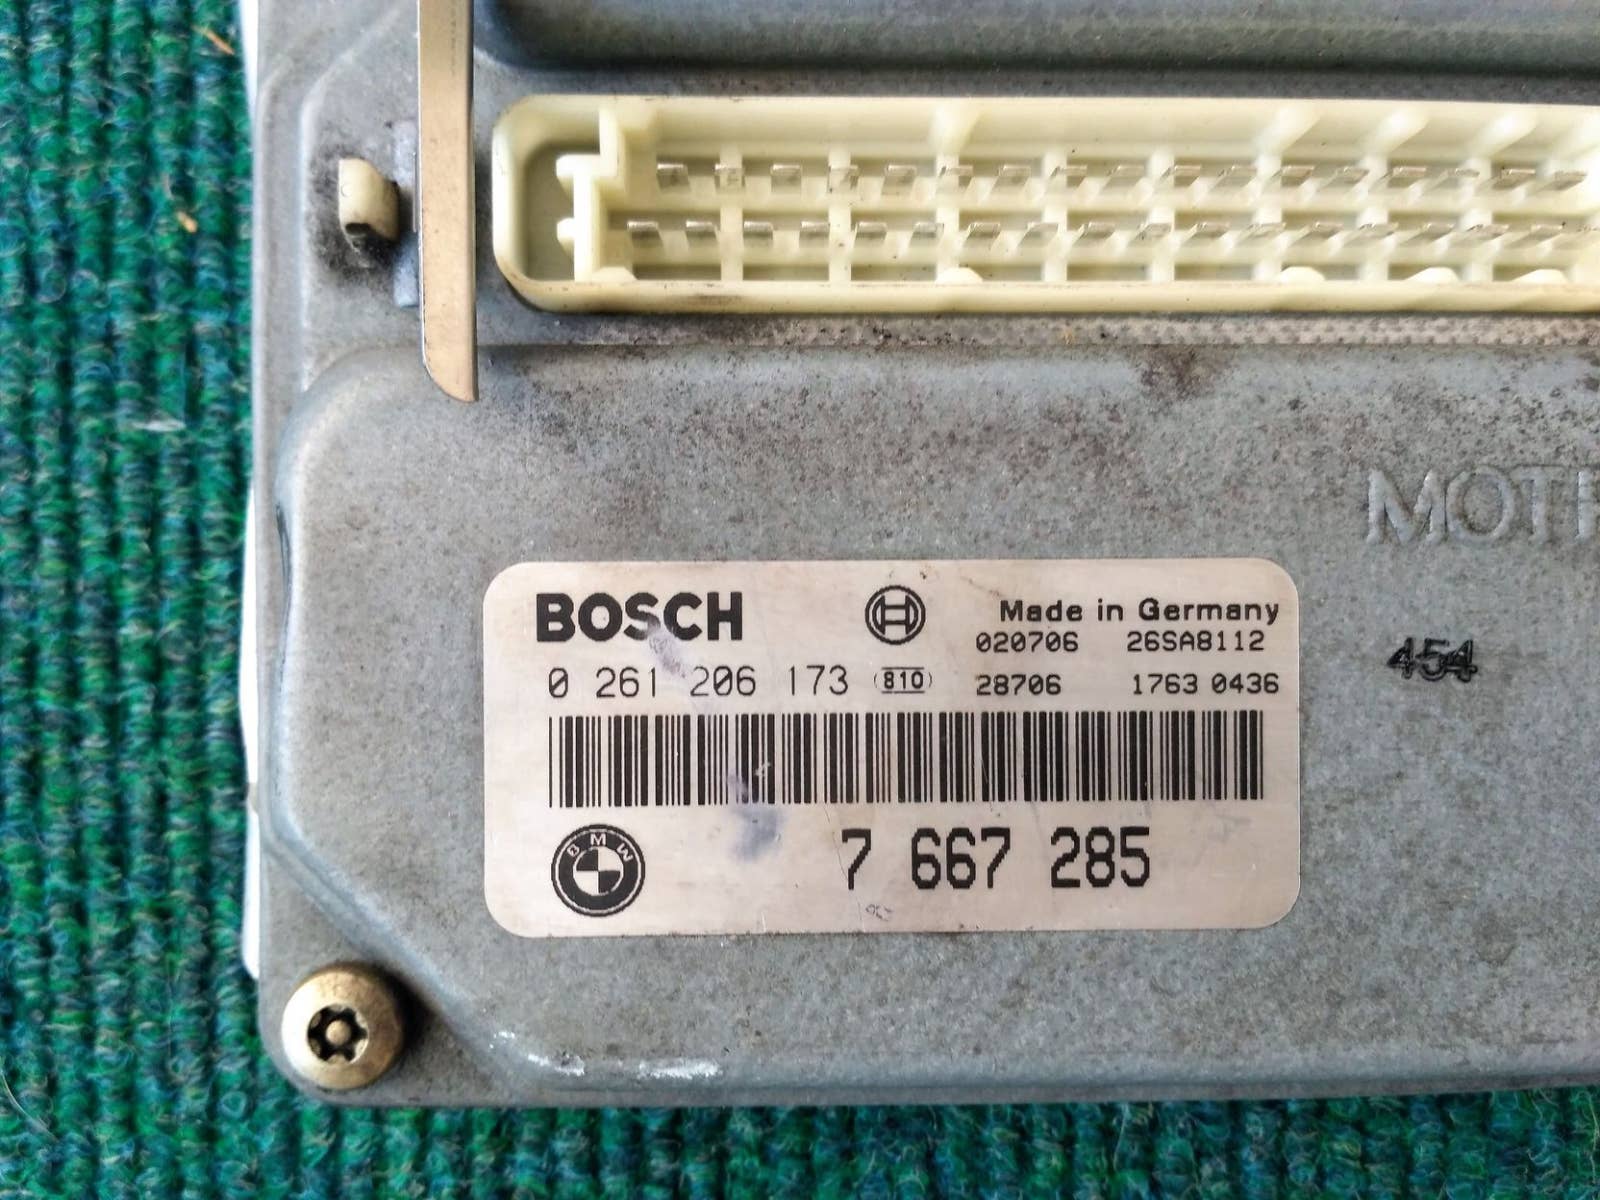 MOT
BOSCH
Made in Germany
020706 26SA8112
0 261 206 173 (810) 28706 1763 0436
454
BMW
7 667 285